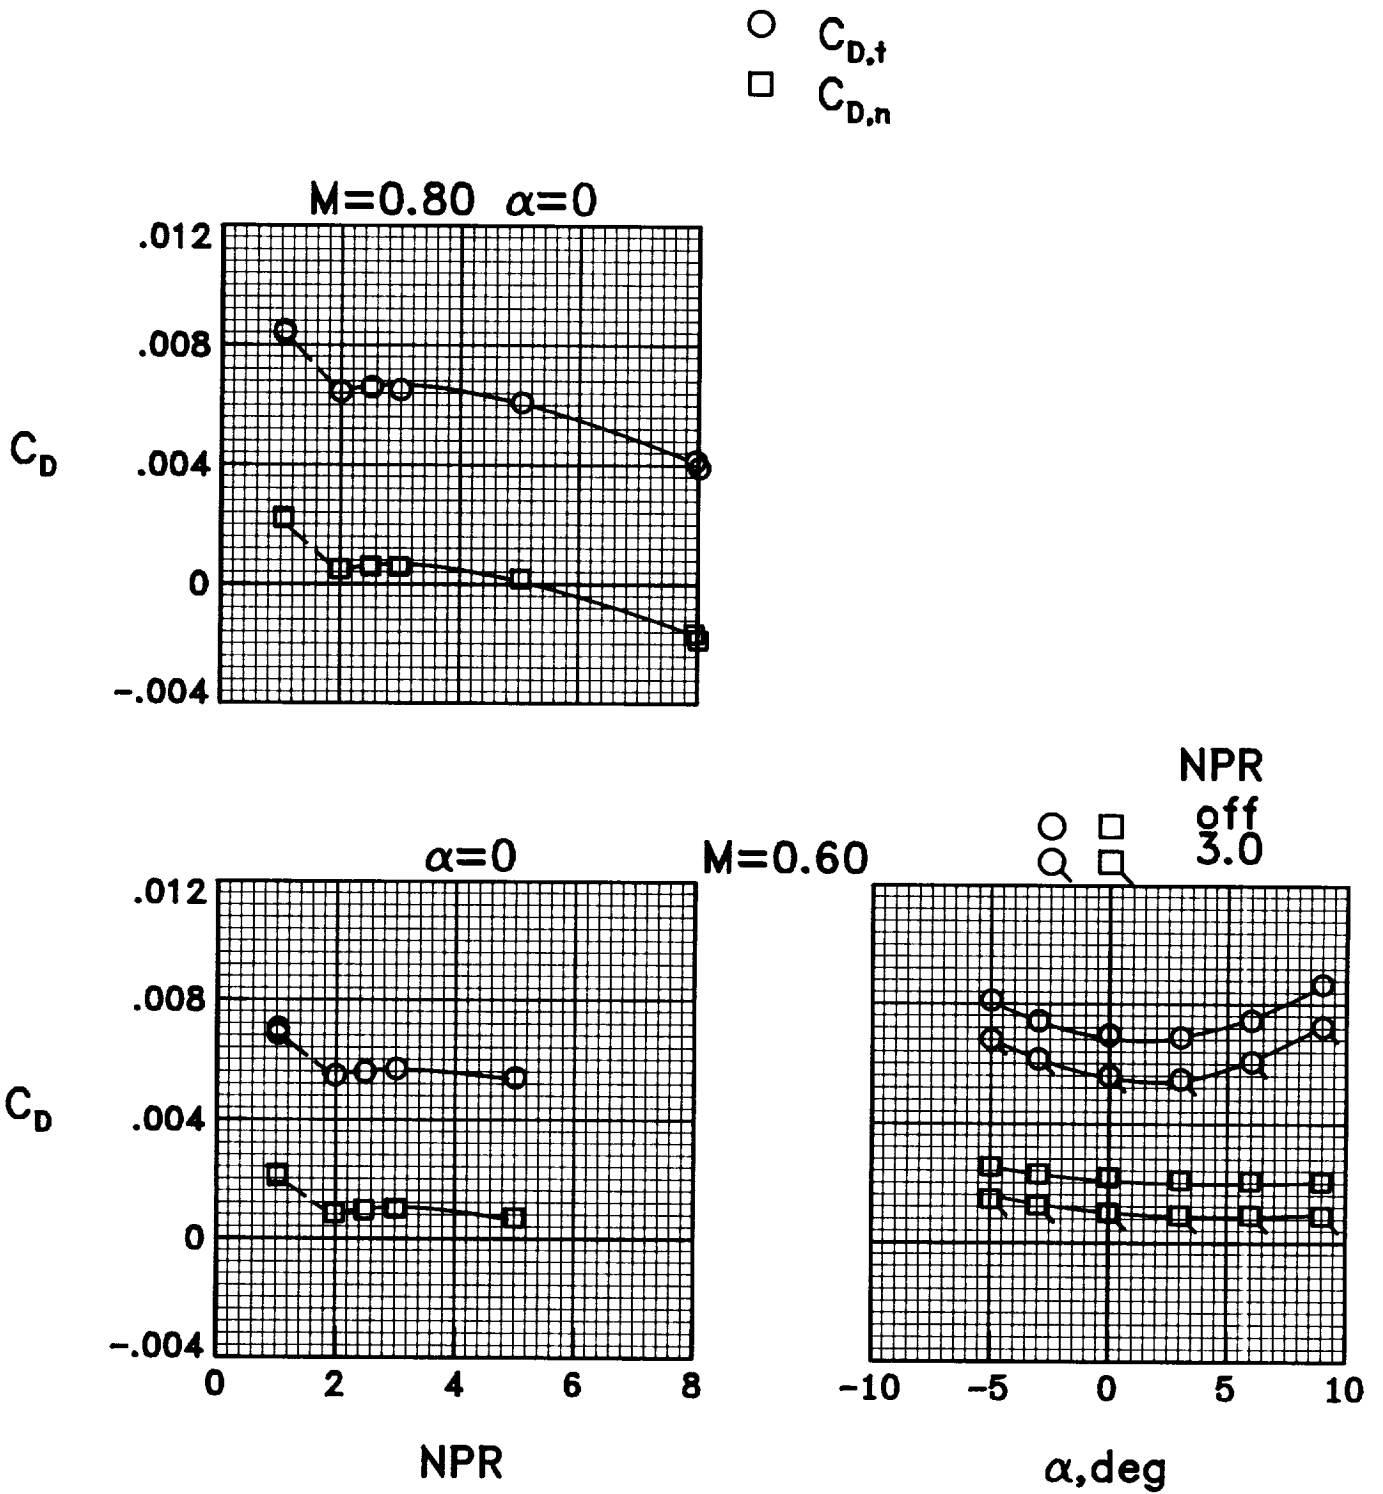 C_D,t
C_D,n
M=0.80 α=0
.012
.008
.004
0
-.004
C_D
NPR
off
3.0
α=0
M=0.60
.012
.008
.004
0
-.004
C_D
0 2 4 6 8
NPR
-10 -5 0 5 10
α,deg